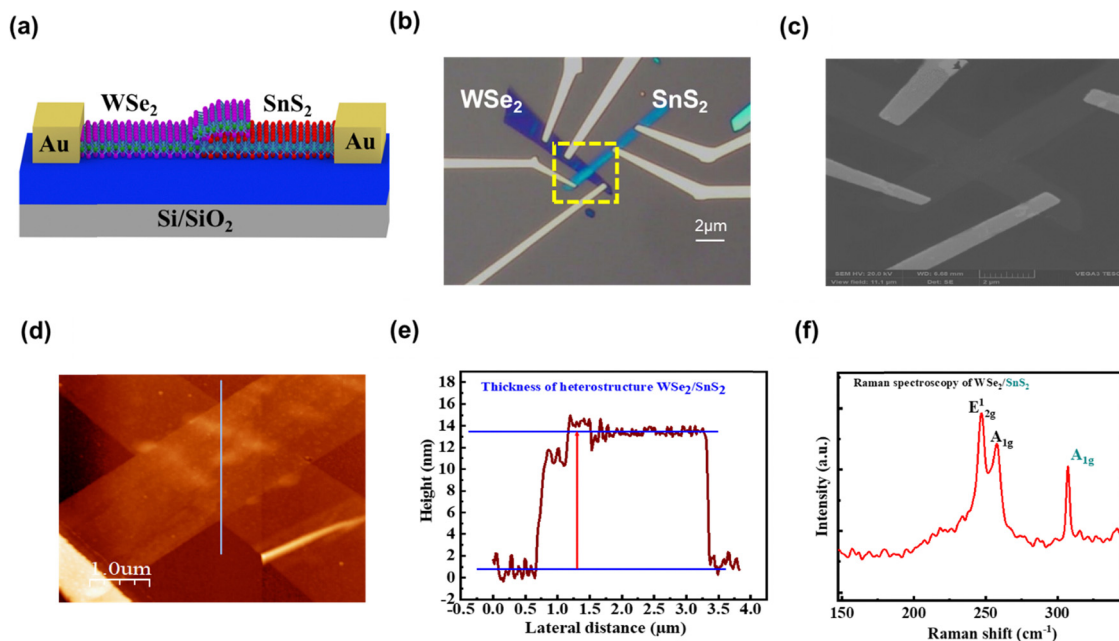 (a)
WSe2
SnS2
Au
Au
Si/SiO2
(b)
WSe2
SnS2
2μm
(c)
SEM HV: 20.0 kV
WD: 6.88 mm
VEGA3 TESC
View field: 11.1 μm
Det: SE
2 μm
(d)
1.0um
(e)
Thickness of heterostructure WSe2/SnS2
18
16
14
12
10
8
6
4
2
0
-2
-0.5 0.0 0.5 1.0 1.5 2.0 2.5 3.0 3.5 4.0
Height (nm)
Lateral distance (μm)
(f)
Raman spectroscopy of WSe2/SnS2
E¹2g
A1g
A1g
Intensity (a.u.)
150 200 250 300
Raman shift (cm⁻¹)